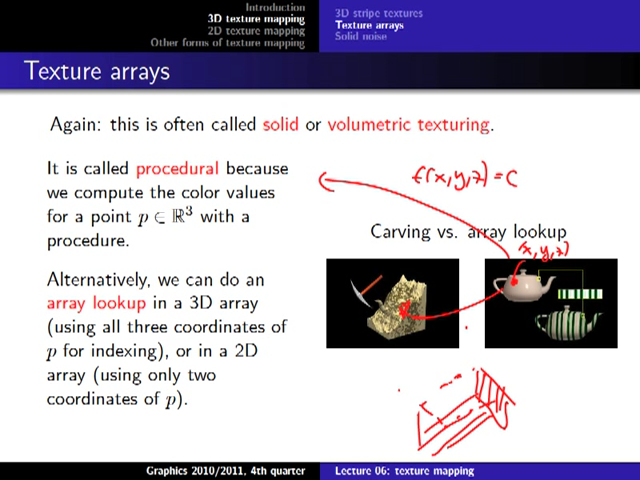 Introduction
3D texture mapping
2D texture mapping
Other forms of texture mapping
3D stripe textures
Texture arrays
Solid noise
Texture arrays
Again: this is often called solid or volumetric texturing.
It is called procedural because
we compute the color values
for a point p ∈ ℝ³ with a
procedure.
Alternatively, we can do an
array lookup in a 3D array
(using all three coordinates of
p for indexing), or in a 2D
array (using only two
coordinates of p).
f(x,y,z) = C
Carving vs. array lookup
(x,y,z)
Graphics 2010/2011, 4th quarter
Lecture 06: texture mapping